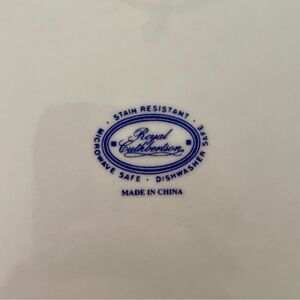 · STAIN RESISTANT ·
Royal
Cuthbertson
MICROWAVE SAFE · DISHWASHER SAFE ·
MADE IN CHINA